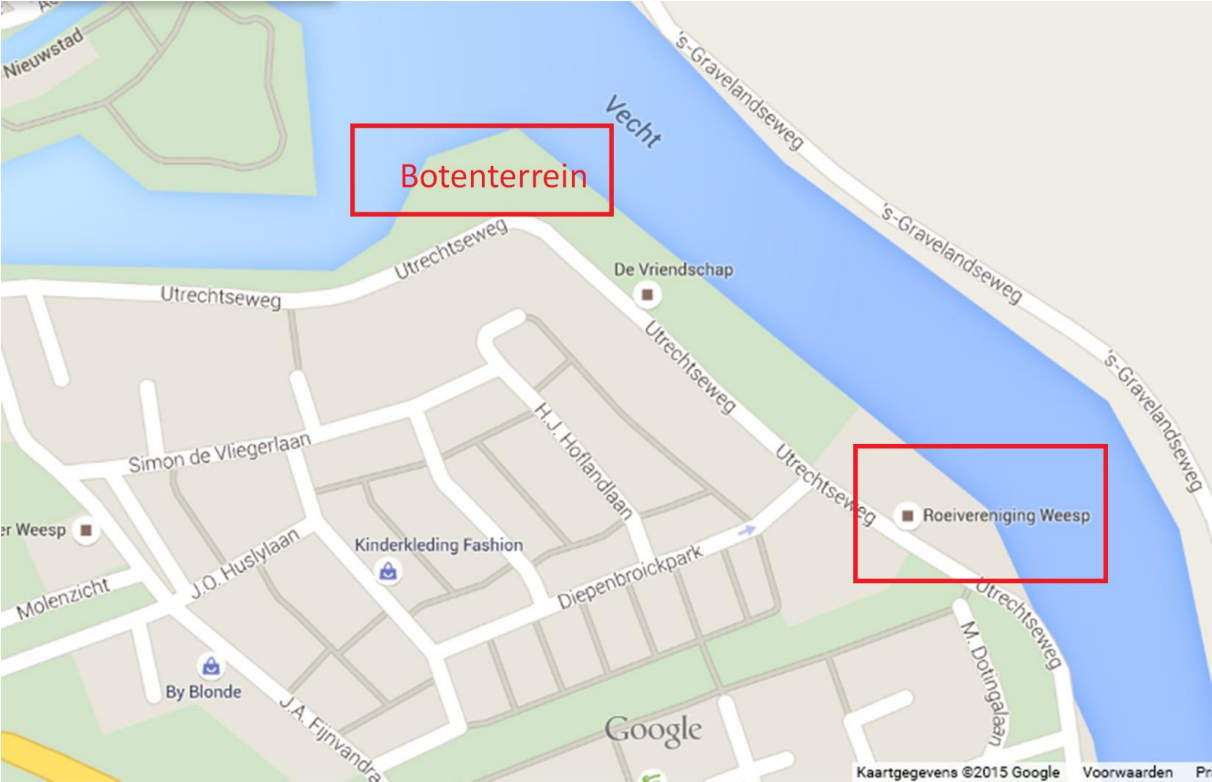 Nieuwstad
's-Gravelandseweg
Vecht
Botenterrein
's-Gravelandseweg
Utrechtseweg
De Vriendschap
Utrechtseweg
Utrechtseweg
's-Gravelandseweg
H.J. Hoflandlaan
Simon de Vliegerlaan
Utrechtseweg
er Weesp
Roeivereniging Weesp
J.O. Huslylaan
Kinderkleding Fashion
Diepenbroickpark
Molenzicht
Utrechtseweg
M. Dotingalaan
By Blonde
J.A. Fijnvandra
Google
Kaartgegevens ©2015 Google Voorwaarden Pr